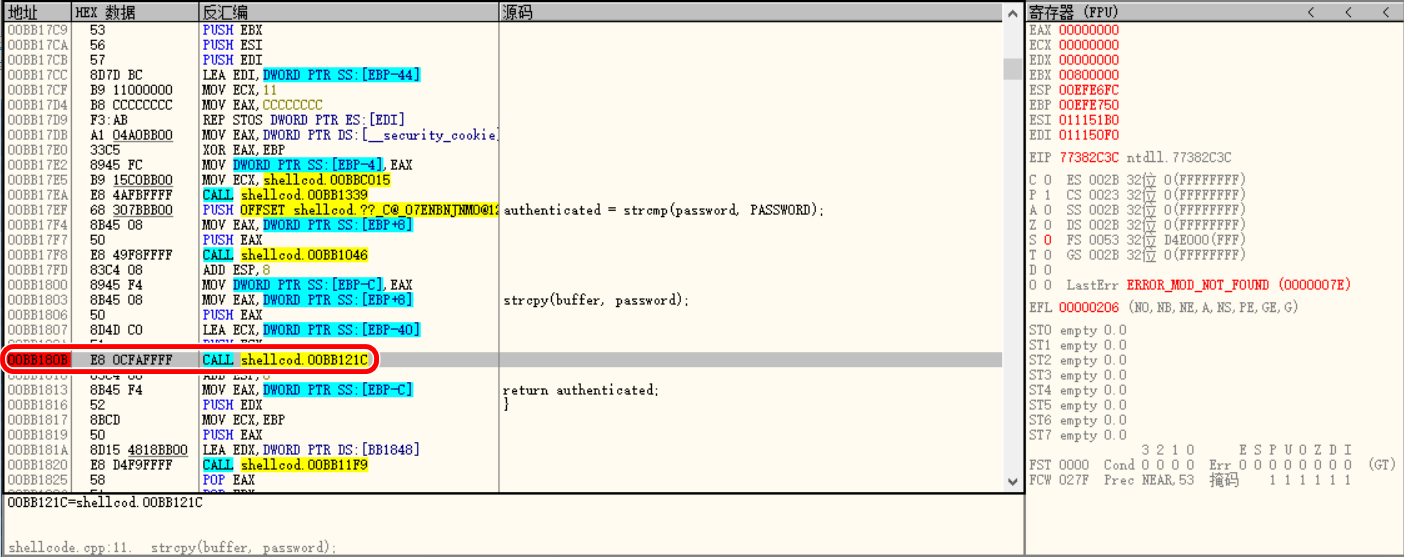 地址 HEX 数据 反汇编 源码
00BB17C9 53 PUSH EBX
00BB17CA 56 PUSH ESI
00BB17CB 57 PUSH EDI
00BB17CC 8D7D BC LEA EDI,DWORD PTR SS:[EBP-44]
00BB17CF B9 11000000 MOV ECX,11
00BB17D4 B8 CCCCCCCC MOV EAX,CCCCCCCC
00BB17D9 F3:AB REP STOS DWORD PTR ES:[EDI]
00BB17DB A1 04A0BB00 MOV EAX,DWORD PTR DS:[__security_cookie]
00BB17E0 33C5 XOR EAX,EBP
00BB17E2 8945 FC MOV DWORD PTR SS:[EBP-4],EAX
00BB17E5 B9 15C0BB00 MOV ECX,shellcod.00BBC015
00BB17EA E8 4AFBFFFF CALL shellcod.00BB1339
00BB17EF 68 307BBB00 PUSH OFFSET shellcod.??_C@_07ENBNJNMO@12 authenticated = strcmp(password, PASSWORD);
00BB17F4 8B45 08 MOV EAX,DWORD PTR SS:[EBP+8]
00BB17F7 50 PUSH EAX
00BB17F8 E8 49F8FFFF CALL shellcod.00BB1046
00BB17FD 83C4 08 ADD ESP,8
00BB1800 8945 F4 MOV DWORD PTR SS:[EBP-C],EAX
00BB1803 8B45 08 MOV EAX,DWORD PTR SS:[EBP+8] strcpy(buffer, password);
00BB1806 50 PUSH EAX
00BB1807 8D4D C0 LEA ECX,DWORD PTR SS:[EBP-40]
00BB180B E8 0CFAFFFF CALL shellcod.00BB121C
00BB1813 8B45 F4 MOV EAX,DWORD PTR SS:[EBP-C] return authenticated;
00BB1816 52 PUSH EDX }
00BB1817 8BCD MOV ECX,EBP
00BB1819 50 PUSH EAX
00BB181A 8D15 4818BB00 LEA EDX,DWORD PTR DS:[BB1848]
00BB1820 E8 D4F9FFFF CALL shellcod.00BB11F9
00BB1825 58 POP EAX
00BB121C=shellcod.00BB121C
shellcode.cpp:11. strcpy(buffer, password);
寄存器 (FPU) < < <
EAX 00000000
ECX 00000000
EDX 00000000
EBX 00800000
ESP 00EFE6FC
EBP 00EFE750
ESI 011151B0
EDI 011150F0
EIP 77382C3C ntdll.77382C3C
C 0 ES 002B 32位 0(FFFFFFFF)
P 1 CS 0023 32位 0(FFFFFFFF)
A 0 SS 002B 32位 0(FFFFFFFF)
Z 0 DS 002B 32位 0(FFFFFFFF)
S 0 FS 0053 32位 D4E000(FFF)
T 0 GS 002B 32位 0(FFFFFFFF)
D 0
O 0 LastErr ERROR_MOD_NOT_FOUND (0000007E)
EFL 00000206 (NO,NB,NE,A,NS,PE,GE,G)
ST0 empty 0.0
ST1 empty 0.0
ST2 empty 0.0
ST3 empty 0.0
ST4 empty 0.0
ST5 empty 0.0
ST6 empty 0.0
ST7 empty 0.0
3 2 1 0 E S P U O Z D I
FST 0000 Cond 0 0 0 0 Err 0 0 0 0 0 0 0 0 (GT)
FCW 027F Prec NEAR,53 掩码 1 1 1 1 1 1